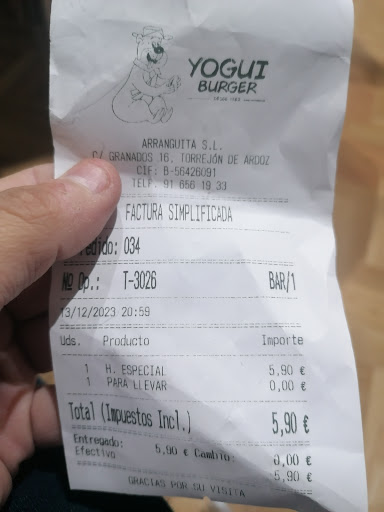 YOGUI
BURGER
ARRANGUITA S.L.
C/ GRANADOS 16, TORREJÓN DE ARDOZ
CIF: B-56426091
TELF. 91 656 19 33
FACTURA SIMPLIFICADA
034
Nº Op.: T-3026 BAR/1
13/12/2023 20:59
Uds. Producto Importe
1 H. ESPECIAL 5,90 €
1 PARA LLEVAR 0,00 €
Total (Impuestos Incl.) 5,90 €
Entregado: 5,90 € Cambio: 0,00 €
Efectivo 5,90 €
GRACIAS POR SU VISITA